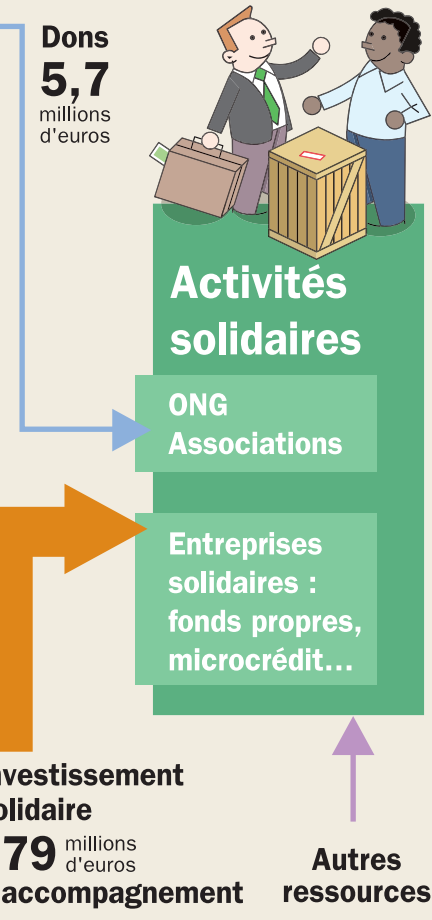 Dons
5,7
millions
d'euros
Activités
solidaires
ONG
Associations
Entreprises
solidaires :
fonds propres,
microcrédit...
nvestissement
olidaire
79 millions
d'euros
accompagnement
Autres
ressources